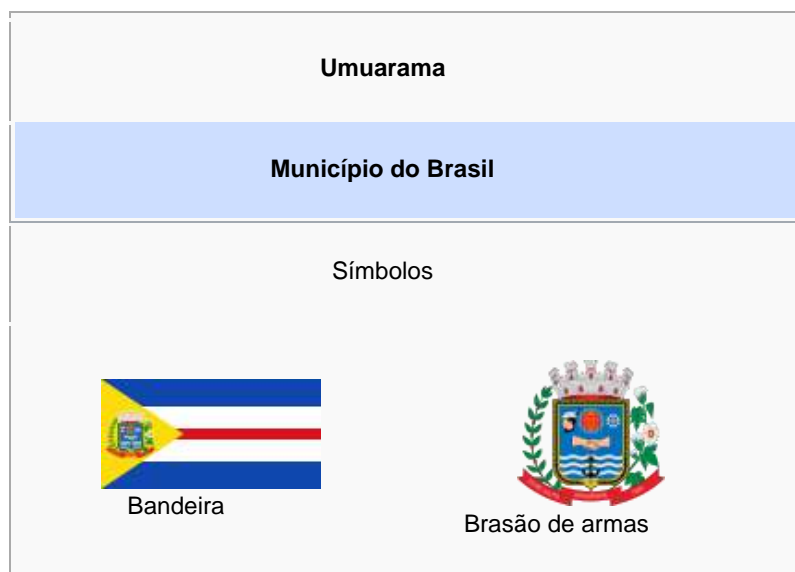 Umuarama
Município do Brasil
Símbolos
Bandeira
Brasão de armas